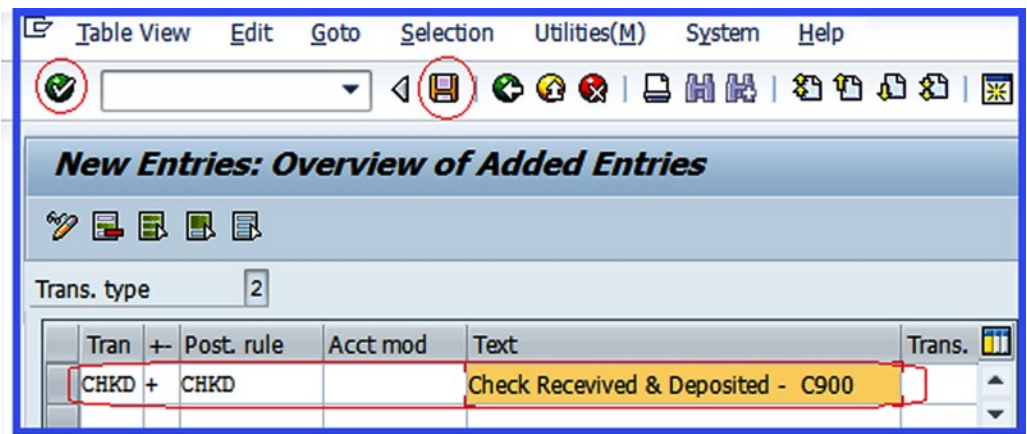 Table View Edit Goto Selection Utilities(M) System Help
New Entries: Overview of Added Entries
Trans. type 2
Tran +- Post. rule Acct mod Text Trans.
CHKD + CHKD Check Recevived & Deposited - C900